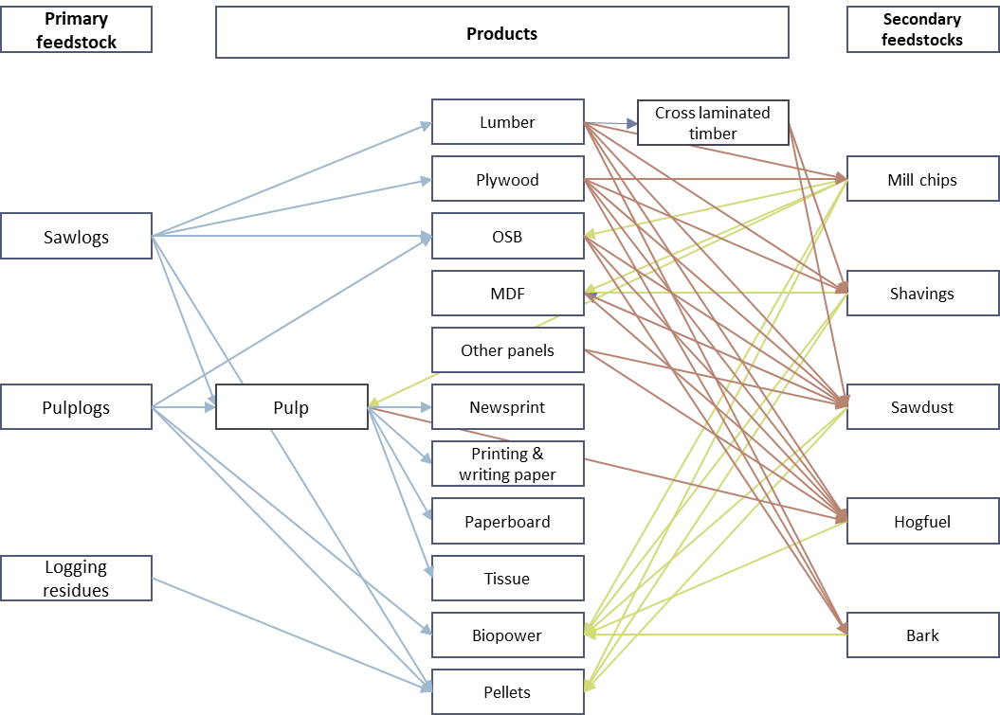 Primary
feedstock
Products
Secondary
feedstocks
Lumber
Cross laminated
timber
Plywood
Mill chips
Sawlogs
OSB
MDF
Shavings
Other panels
Pulplogs
Pulp
Newsprint
Sawdust
Printing &
writing paper
Paperboard
Hogfuel
Logging
residues
Tissue
Biopower
Bark
Pellets